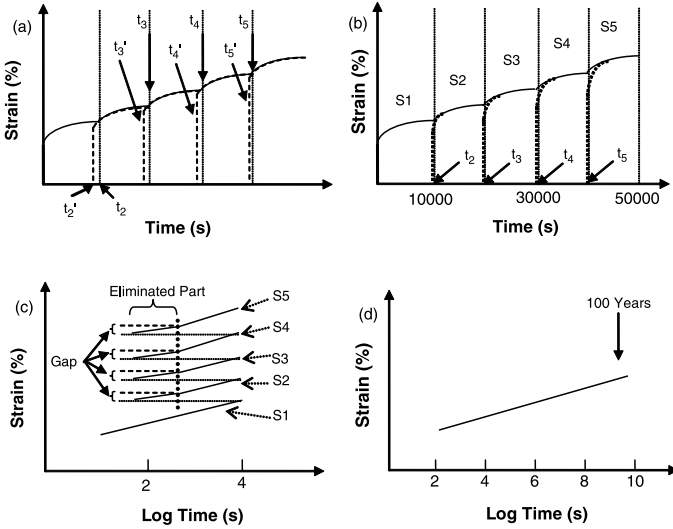 (a)
t3
t4
t5
t3'
t4'
t5'
Strain (%)
t2'
t2
Time (s)
(b)
S1
S2
S3
S4
S5
Strain (%)
t2
t3
t4
t5
10000
20000
30000
40000
50000
Time (s)
(c)
Eliminated Part
S5
S4
Gap
S3
S2
S1
Strain (%)
2
4
Log Time (s)
(d)
100 Years
Strain (%)
2
4
6
8
10
Log Time (s)